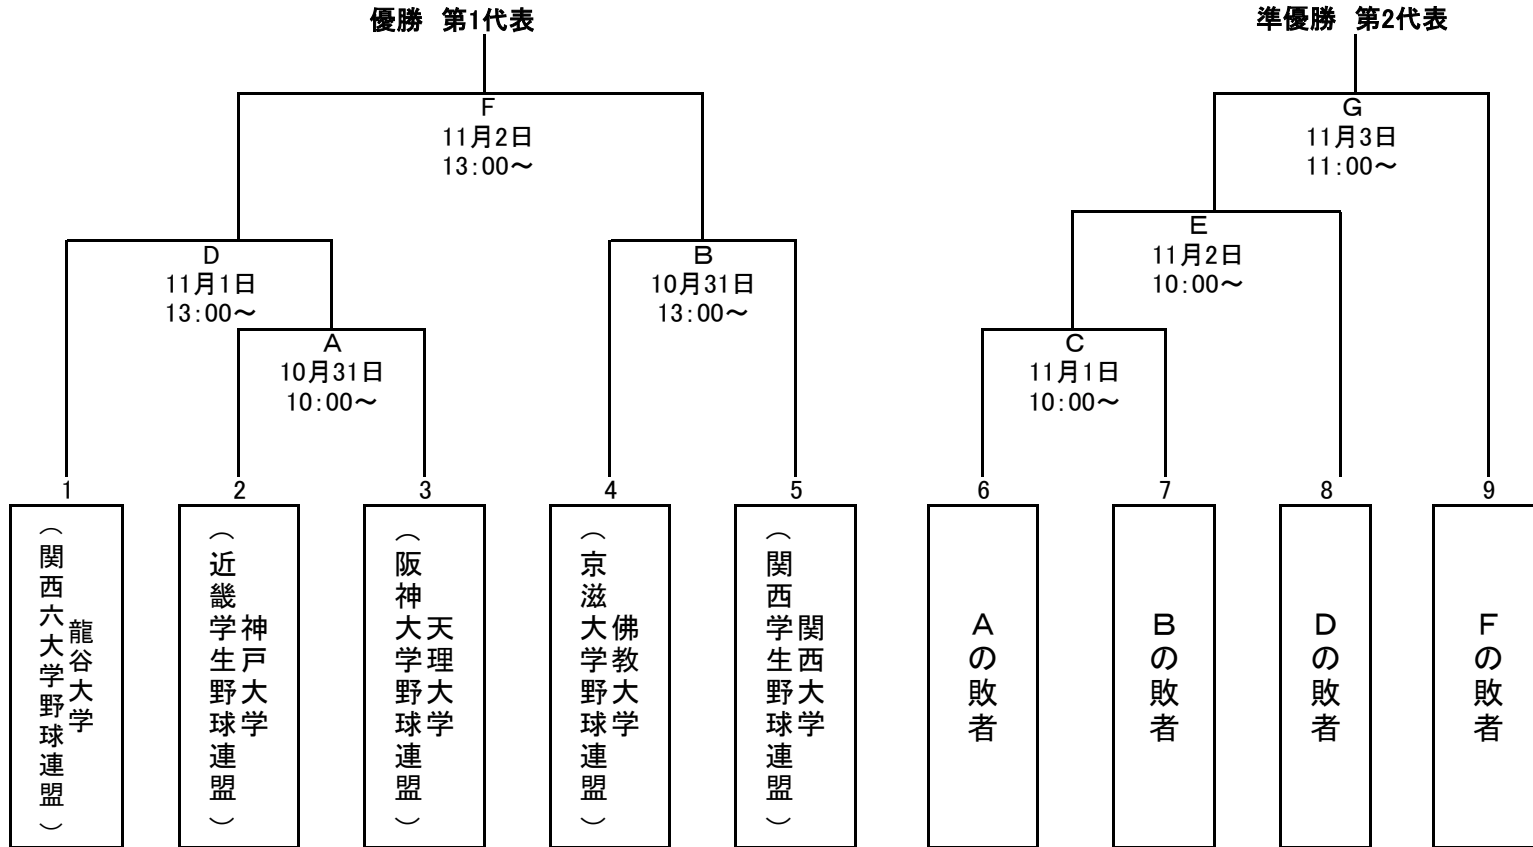 優勝 第1代表
準優勝 第2代表
F
11月2日
13:00～
G
11月3日
11:00～
D
11月1日
13:00～
B
10月31日
13:00～
E
11月2日
10:00～
A
10月31日
10:00～
C
11月1日
10:00～
1
2
3
4
5
6
7
8
9
龍谷大学
（関西六大学野球連盟）
神戸大学
（近畿学生野球連盟）
天理大学
（阪神大学野球連盟）
佛教大学
（京滋大学野球連盟）
関西大学
（関西学生野球連盟）
Aの敗者
Bの敗者
Dの敗者
Fの敗者